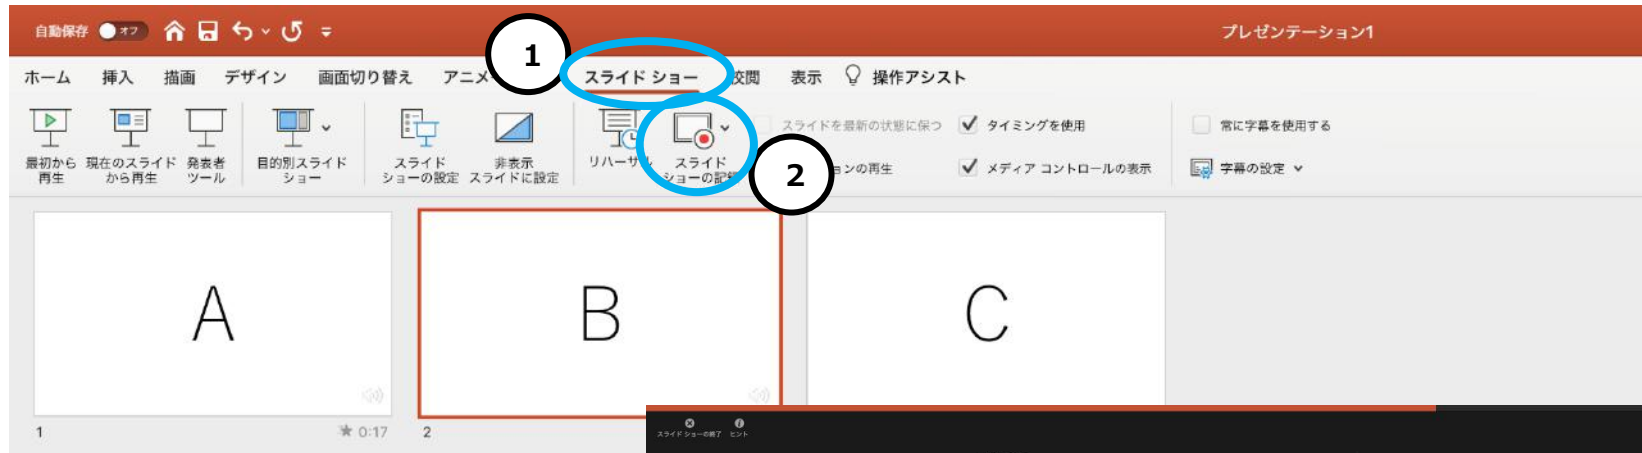 自動保存 オフ プレゼンテーション1
1
ホーム 挿入 描画 デザイン 画面切り替え アニメ スライド ショー 校閲 表示 操作アシスト
最初から再生 現在のスライドから再生 発表者ツール 目的別スライドショー スライドショーの設定 非表示スライドに設定 リハーサル スライドショーの記録
スライドを最新の状態に保つ タイミングを使用 常に字幕を使用する
2
ョンの再生 メディア コントロールの表示 字幕の設定
A B C
1 0:17 2
スライド ショーの終了 ヒント